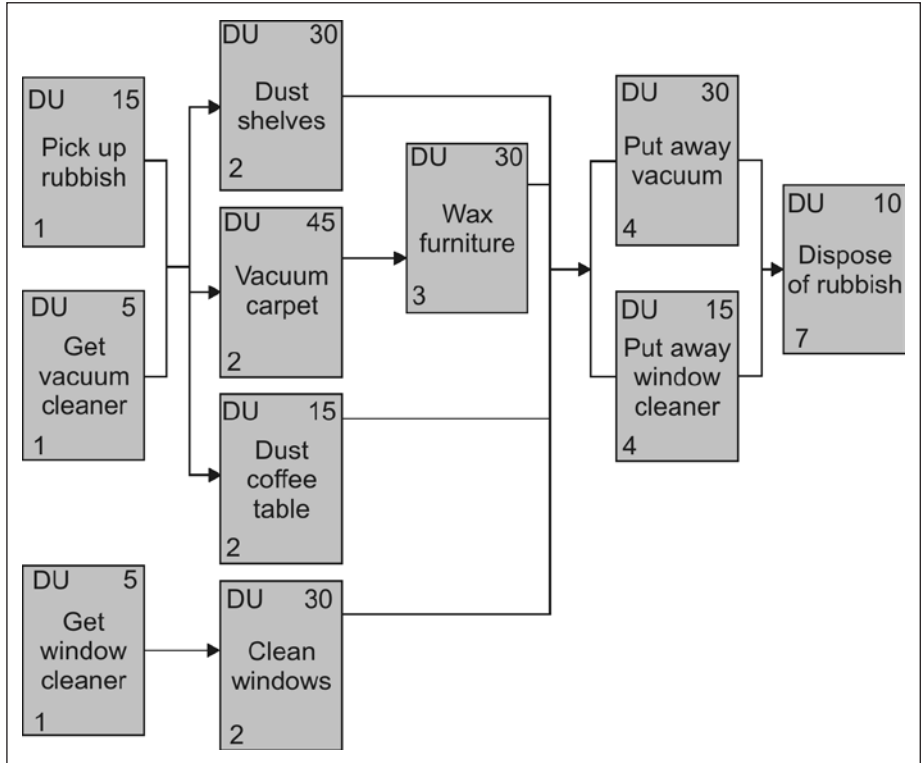 DU 15
Pick up
rubbish
1
DU 5
Get
vacuum
cleaner
1
DU 5
Get
window
cleaner
1
DU 30
Dust
shelves
2
DU 45
Vacuum
carpet
2
DU 15
Dust
coffee
table
2
DU 30
Clean
windows
2
DU 30
Wax
furniture
3
DU 30
Put away
vacuum
4
DU 15
Put away
window
cleaner
4
DU 10
Dispose
of rubbish
7